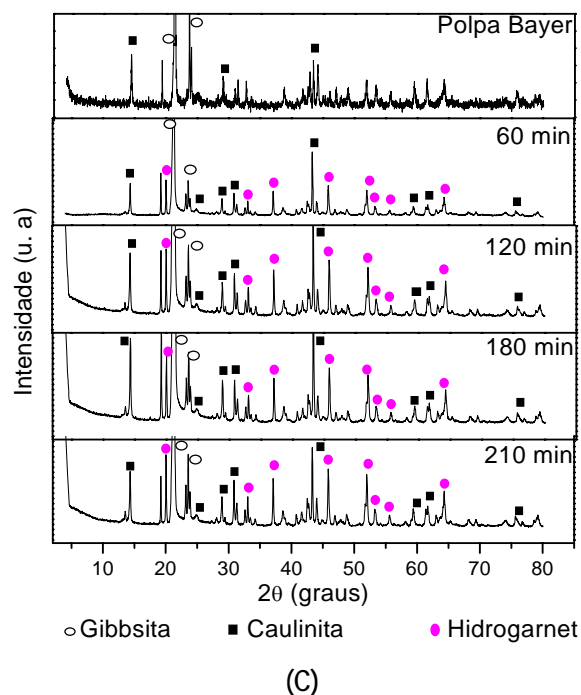 Polpa Bayer
60 min
120 min
180 min
210 min
Intensidade (u. a)
10 20 30 40 50 60 70 80
2θ (graus)
Gibbsita Caulinita Hidrogarnet
(C)